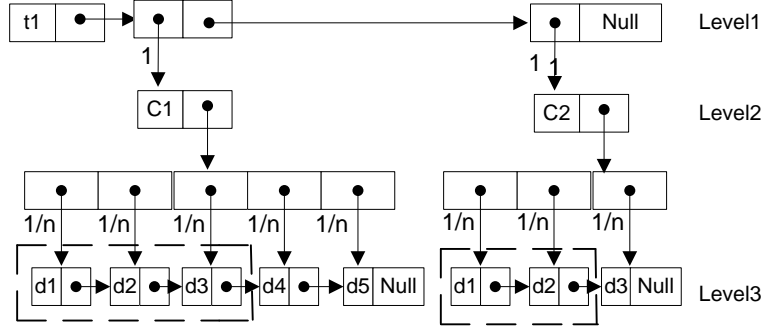 t1 Null Level1
1 1 1
C1 C2 Level2
1/n 1/n 1/n 1/n 1/n 1/n 1/n 1/n
d1 d2 d3 d4 d5 Null d1 d2 d3 Null Level3